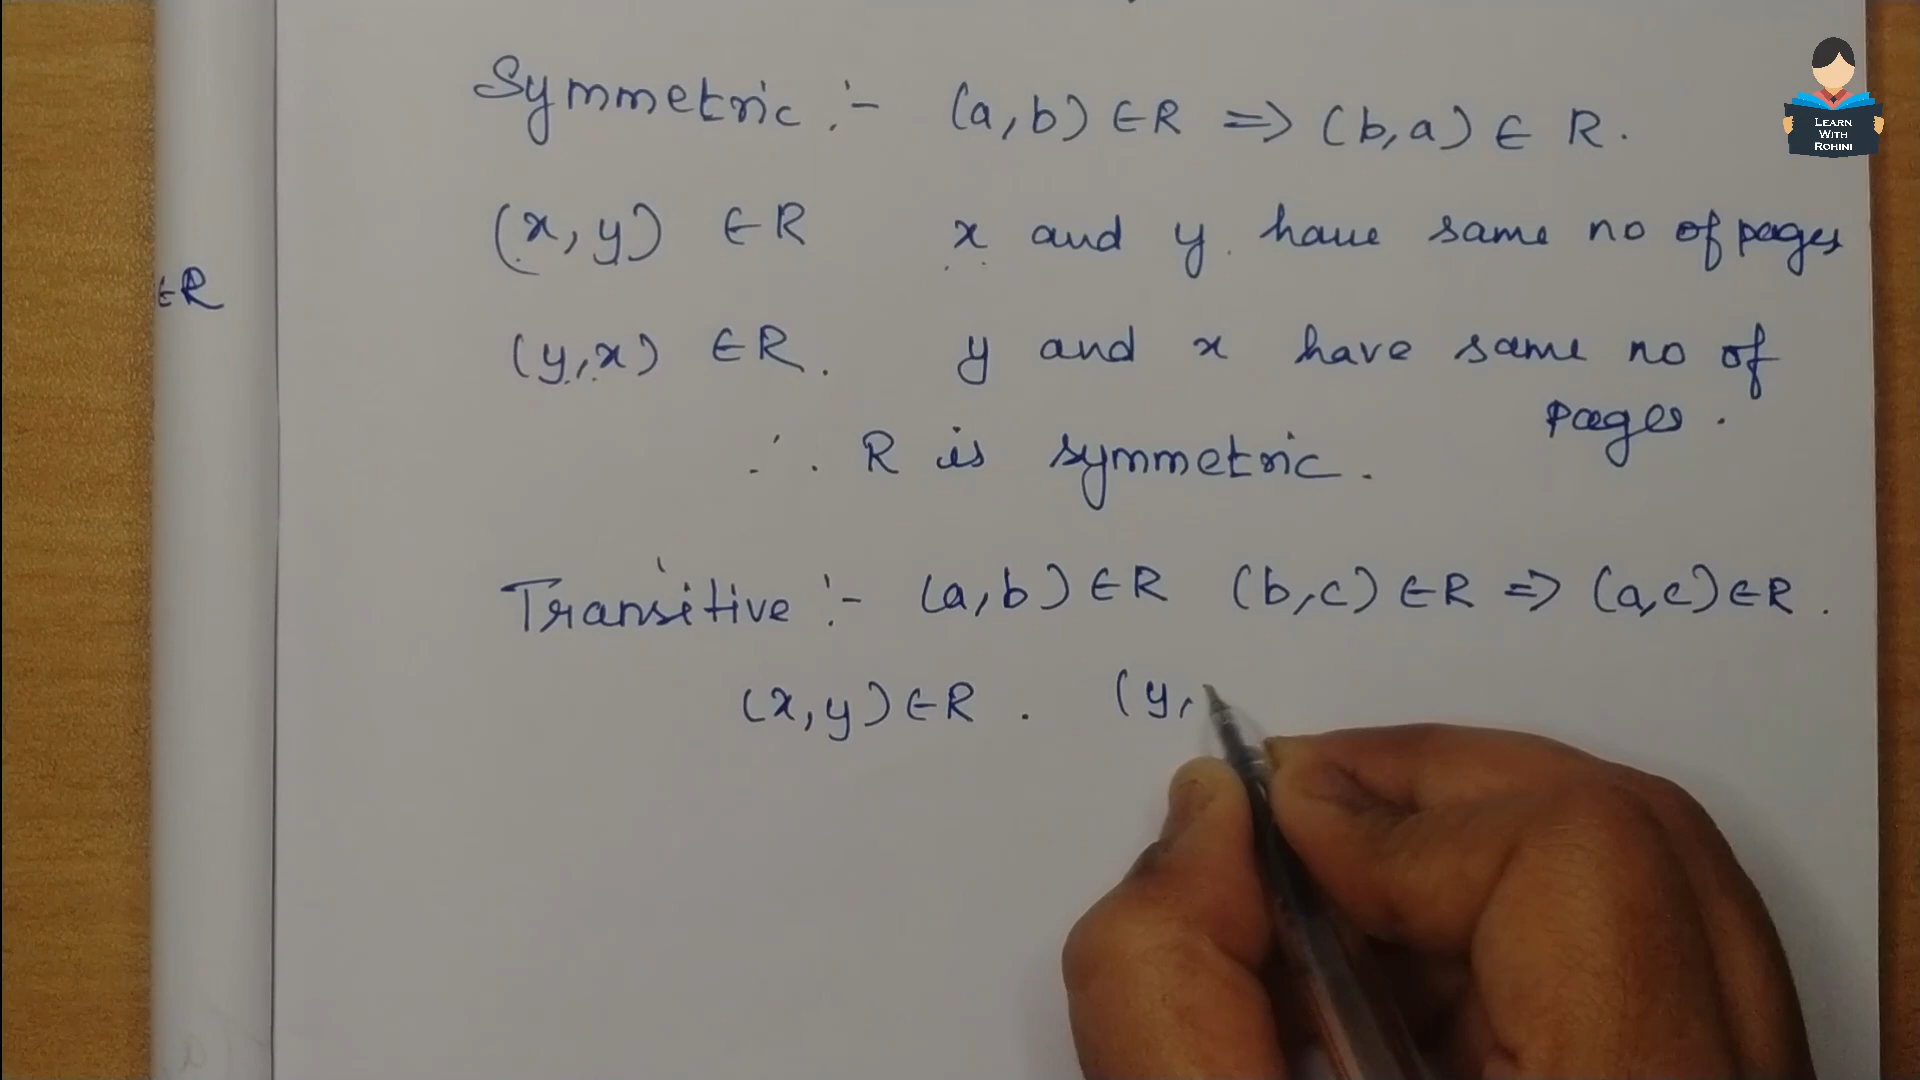 Symmetric :- (a,b) ∈R => (b,a) ∈ R.
(x,y) ∈R x and y have same no of pages
∈R
(y,x) ∈R. y and x have same no of
pages.
∴ R is symmetric.
Transitive :- (a,b) ∈R (b,c) ∈R => (a,c) ∈R.
(x,y) ∈R. (y,
LEARN
WITH
ROHINI